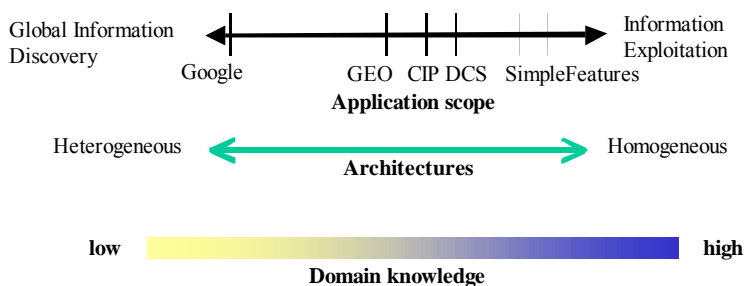 Global Information
Discovery
Information
Exploitation
Google
GEO CIP DCS SimpleFeatures
Application scope
Heterogeneous
Homogeneous
Architectures
low
high
Domain knowledge